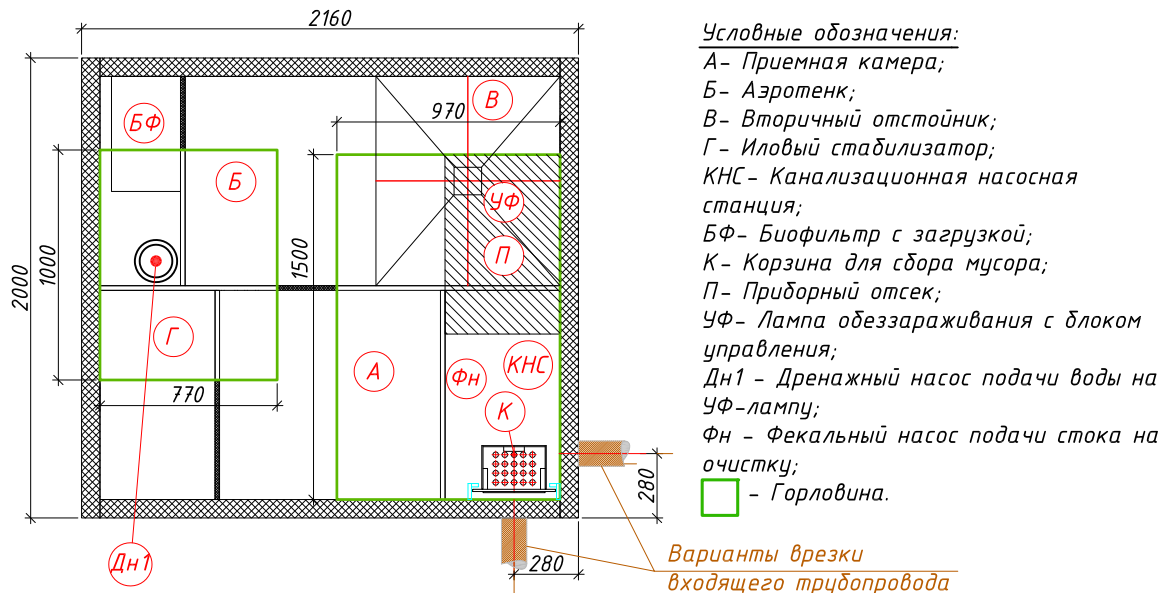 2160
Условные обозначения:
А- Приемная камера;
Б- Аэротенк;
В- Вторичный отстойник;
Г- Иловый стабилизатор;
КНС- Канализационная насосная
станция;
БФ- Биофильтр с загрузкой;
К- Корзина для сбора мусора;
П- Приборный отсек;
УФ- Лампа обеззараживания с блоком
управления;
Дн1 - Дренажный насос подачи воды на
УФ-лампу;
Фн - Фекальный насос подачи стока на
очистку;
- Горловина.
В
970
БФ
Б
УФ
П
2000
1000
1500
Г
А
Фн
КНС
770
К
280
Дн1
280
Варианты врезки
входящего трубопровода